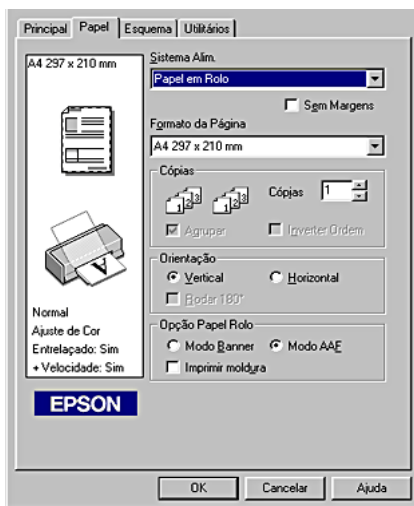 Principal Papel Esquema Utilitários
A4 297 x 210 mm
Sistema Alim.
Papel em Rolo
Sem Margens
Formato da Página
A4 297 x 210 mm
Cópias
Cópias 1
Agrupar Inverter Ordem
Orientação
Vertical Horizontal
Rodar 180°
Normal
Ajuste de Cor
Entrelaçado: Sim
+ Velocidade: Sim
Opção Papel Rolo
Modo Banner Modo AAF
Imprimir moldura
EPSON
OK Cancelar Ajuda